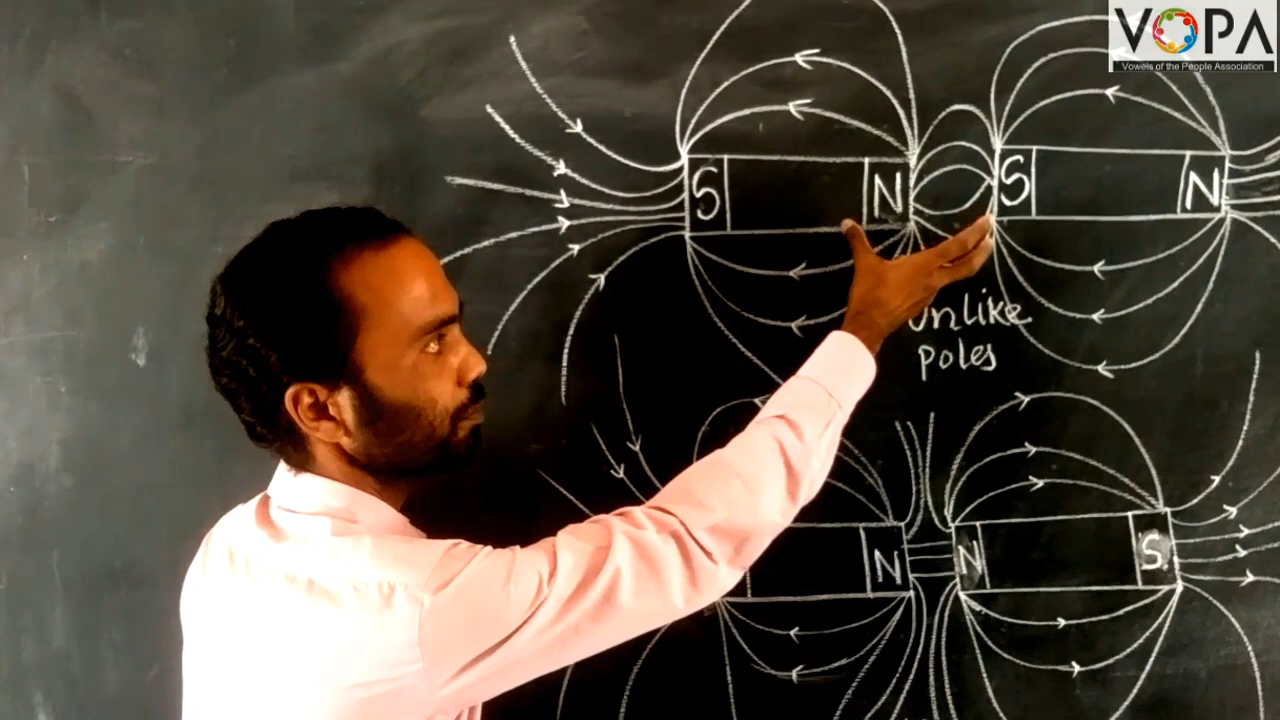 VOPA
Vowels of the People Association
S N S N
Unlike
poles
N N S